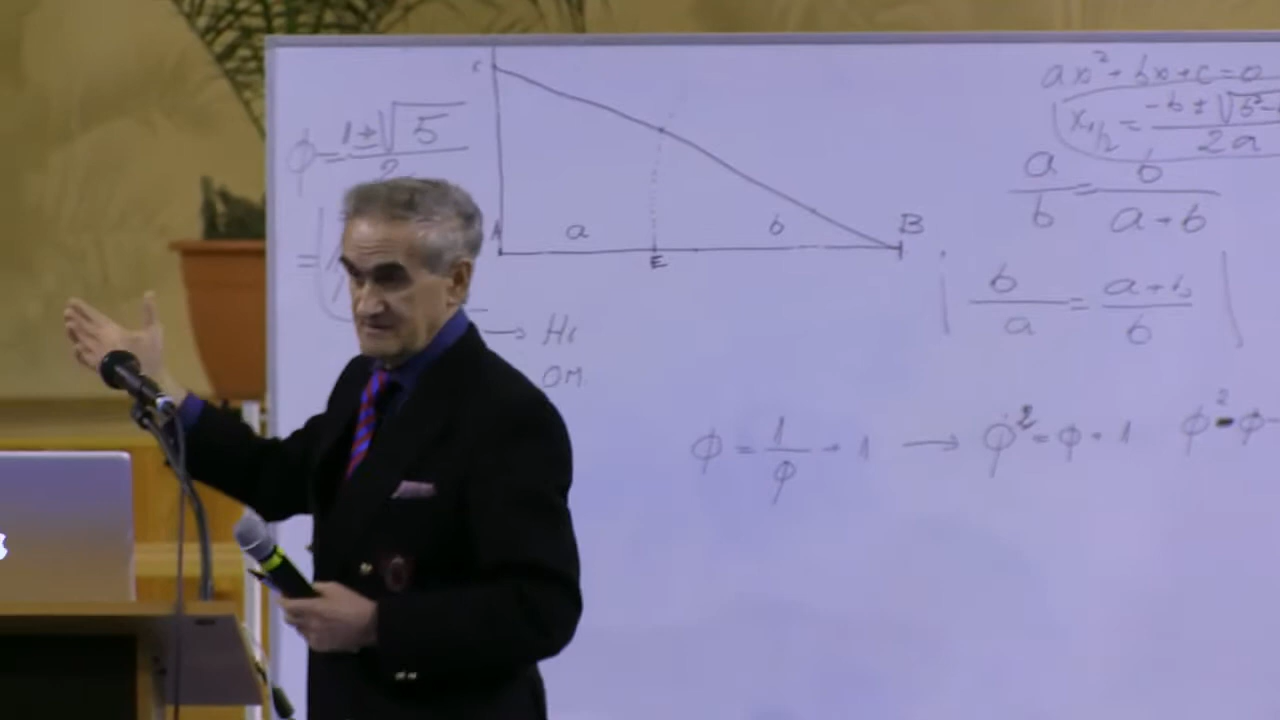 C
ϕ = 1±√5 / 2
A a E b B
→ Hi
OM
ax²+bx+c=0
x₁/₂ = -b ± √b²-
2a
a/b = b/a+b
b/a = a+b/b
ϕ = 1/ϕ + 1 → ϕ² = ϕ + 1 ϕ² - ϕ -